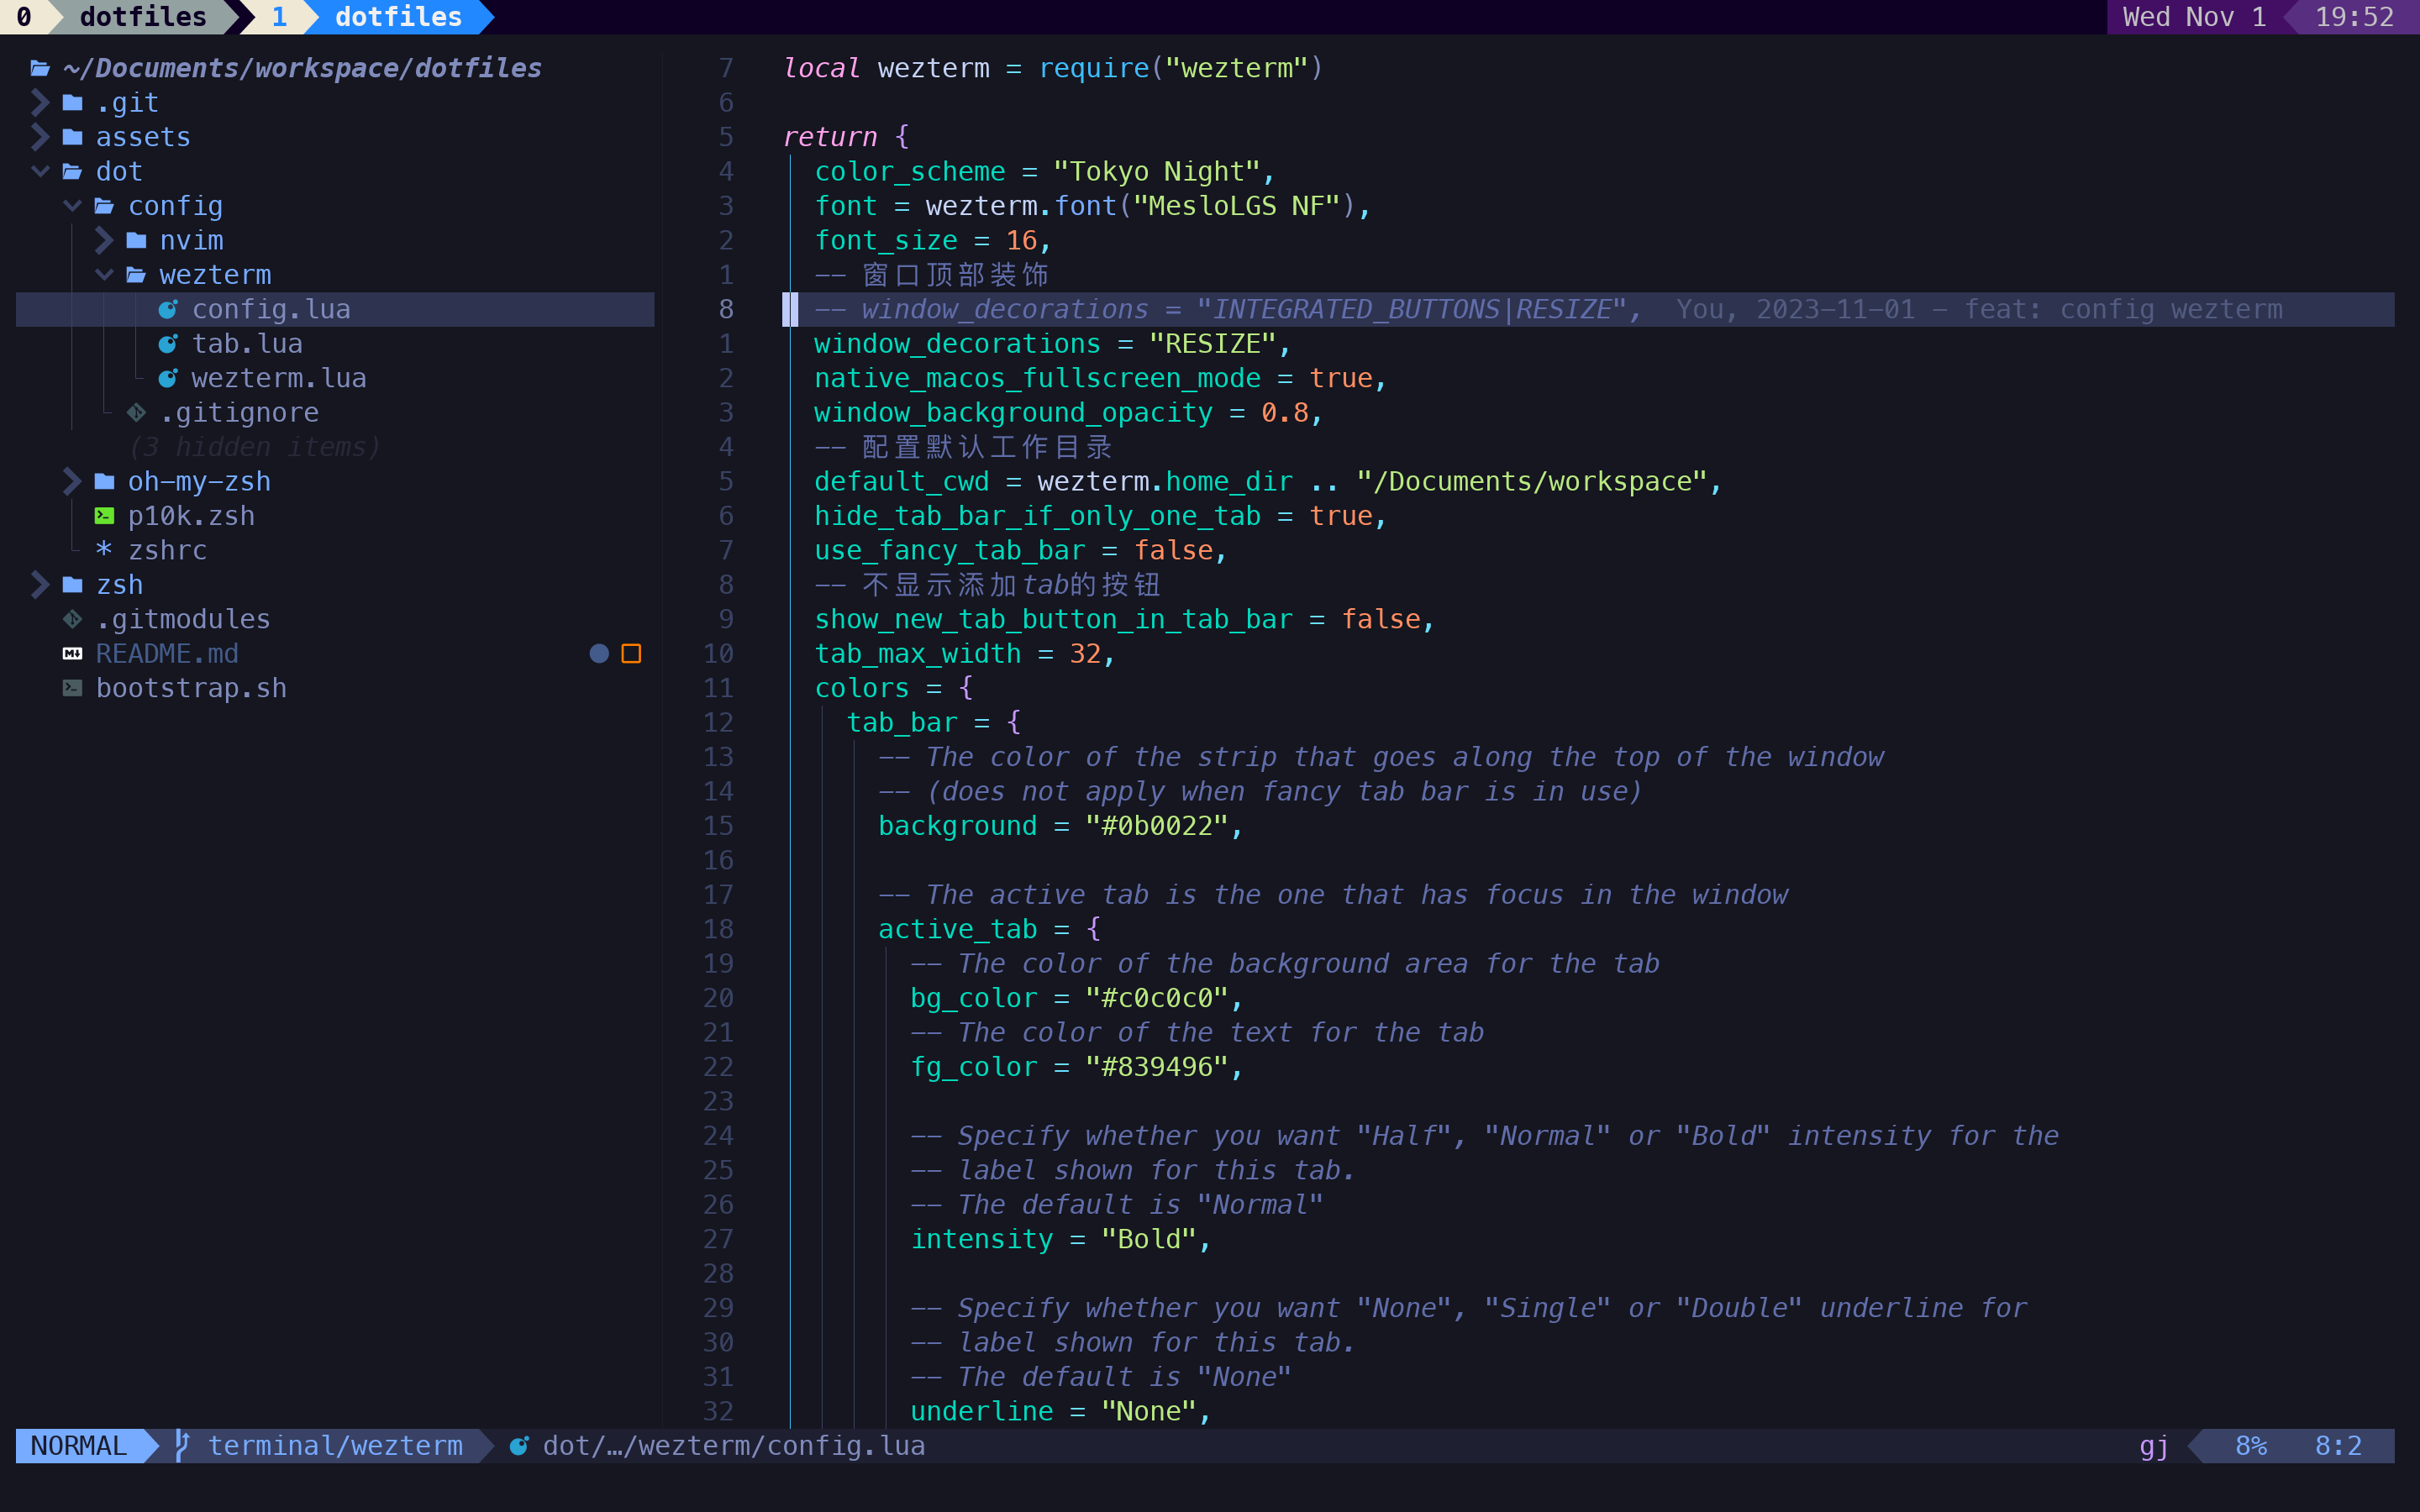 0 dotfiles 1 dotfiles Wed Nov 1 19:52
~/Documents/workspace/dotfiles
.git
assets
dot
config
nvim
wezterm
config.lua
tab.lua
wezterm.lua
.gitignore
(3 hidden items)
oh-my-zsh
p10k.zsh
zshrc
zsh
.gitmodules
README.md
bootstrap.sh
7 local wezterm = require("wezterm")
6
5 return {
4 color_scheme = "Tokyo Night",
3 font = wezterm.font("MesloLGS NF"),
2 font_size = 16,
1 -- 窗口顶部装饰
8 -- window_decorations = "INTEGRATED_BUTTONS|RESIZE", You, 2023-11-01 - feat: config wezterm
1 window_decorations = "RESIZE",
2 native_macos_fullscreen_mode = true,
3 window_background_opacity = 0.8,
4 -- 配置默认工作目录
5 default_cwd = wezterm.home_dir .. "/Documents/workspace",
6 hide_tab_bar_if_only_one_tab = true,
7 use_fancy_tab_bar = false,
8 -- 不显示添加tab的按钮
9 show_new_tab_button_in_tab_bar = false,
10 tab_max_width = 32,
11 colors = {
12 tab_bar = {
13 -- The color of the strip that goes along the top of the window
14 -- (does not apply when fancy tab bar is in use)
15 background = "#0b0022",
16
17 -- The active tab is the one that has focus in the window
18 active_tab = {
19 -- The color of the background area for the tab
20 bg_color = "#c0c0c0",
21 -- The color of the text for the tab
22 fg_color = "#839496",
23
24 -- Specify whether you want "Half", "Normal" or "Bold" intensity for the
25 -- label shown for this tab.
26 -- The default is "Normal"
27 intensity = "Bold",
28
29 -- Specify whether you want "None", "Single" or "Double" underline for
30 -- label shown for this tab.
31 -- The default is "None"
32 underline = "None",
NORMAL terminal/wezterm dot/…/wezterm/config.lua gj 8% 8:2